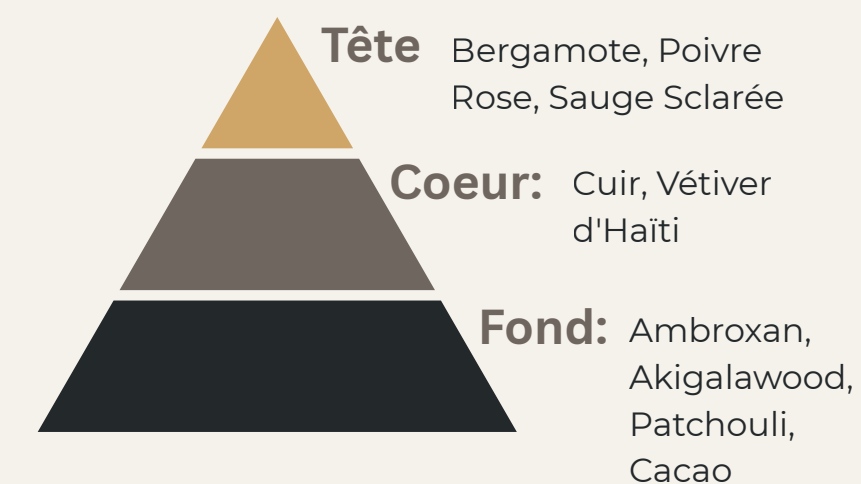 Tête
Bergamote, Poivre
Rose, Sauge Sclarée
Coeur:
Cuir, Vétiver
d'Haïti
Fond:
Ambroxan,
Akigalawood,
Patchouli,
Cacao